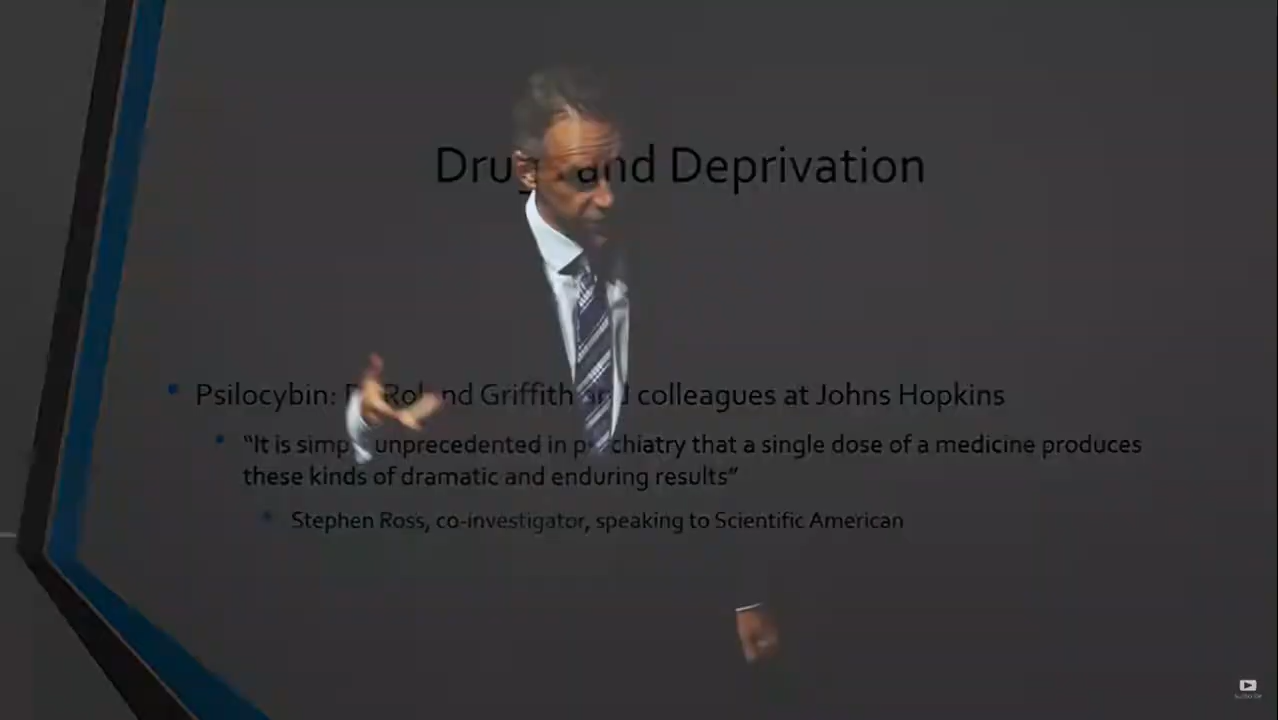 Drugs and Deprivation
Psilocybin: Dr Roland Griffith and colleagues at Johns Hopkins
“It is simply unprecedented in psychiatry that a single dose of a medicine produces
these kinds of dramatic and enduring results”
Stephen Ross, co-investigator, speaking to Scientific American
SUBSCRIBE